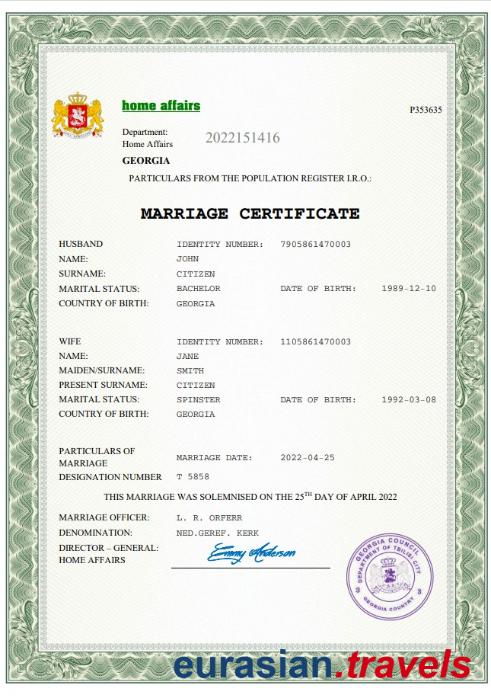 home affairs
P353635
Department:
Home Affairs
2022151416
GEORGIA
PARTICULARS FROM THE POPULATION REGISTER I.R.O.:
MARRIAGE CERTIFICATE
HUSBAND IDENTITY NUMBER: 7905861470003
NAME: JOHN
SURNAME: CITIZEN
MARITAL STATUS: BACHELOR DATE OF BIRTH: 1989-12-10
COUNTRY OF BIRTH: GEORGIA
WIFE IDENTITY NUMBER: 1105861470003
NAME: JANE
MAIDEN/SURNAME: SMITH
PRESENT SURNAME: CITIZEN
MARITAL STATUS: SPINSTER DATE OF BIRTH: 1992-03-08
COUNTRY OF BIRTH: GEORGIA
PARTICULARS OF
MARRIAGE MARRIAGE DATE: 2022-04-25
DESIGNATION NUMBER T 5858
THIS MARRIAGE WAS SOLEMNISED ON THE 25TH DAY OF APRIL 2022
MARRIAGE OFFICER: L. R. ORFERR
DENOMINATION: NED.GEREF. KERK
DIRECTOR – GENERAL:
HOME AFFAIRS
Emmy Anderson
GEORGIA COUNCIL
DEPARTMENT OF TBILISI CITY
GEORGIA COUNTRY
eurasian.travels